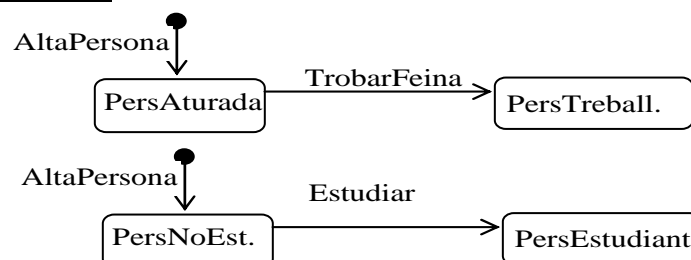 AltaPersona
TrobarFeina
PersAturada
PersTreball.
AltaPersona
Estudiar
PersNoEst.
PersEstudiant